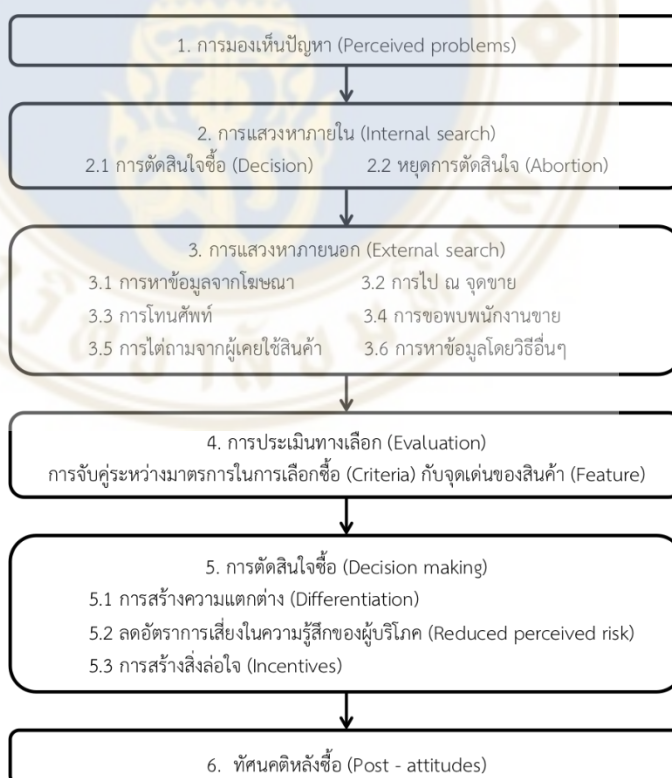 1. การมองเห็นปัญหา (Perceived problems)
2. การแสวงหาภายใน (Internal search)
2.1 การตัดสินใจซื้อ (Decision) 2.2 หยุดการตัดสินใจ (Abortion)
3. การแสวงหาภายนอก (External search)
3.1 การหาข้อมูลจากโฆษณา 3.2 การไป ณ จุดขาย
3.3 การโทนศัพท์ 3.4 การขอพบพนักงานขาย
3.5 การไต่ถามจากผู้เคยใช้สินค้า 3.6 การหาข้อมูลโดยวิธีอื่นๆ
4. การประเมินทางเลือก (Evaluation)
การจับคู่ระหว่างมาตรการในการเลือกซื้อ (Criteria) กับจุดเด่นของสินค้า (Feature)
5. การตัดสินใจซื้อ (Decision making)
5.1 การสร้างความแตกต่าง (Differentiation)
5.2 ลดอัตราการเสี่ยงในความรู้สึกของผู้บริโภค (Reduced perceived risk)
5.3 การสร้างสิ่งล่อใจ (Incentives)
6. ทัศนคติหลังซื้อ (Post - attitudes)